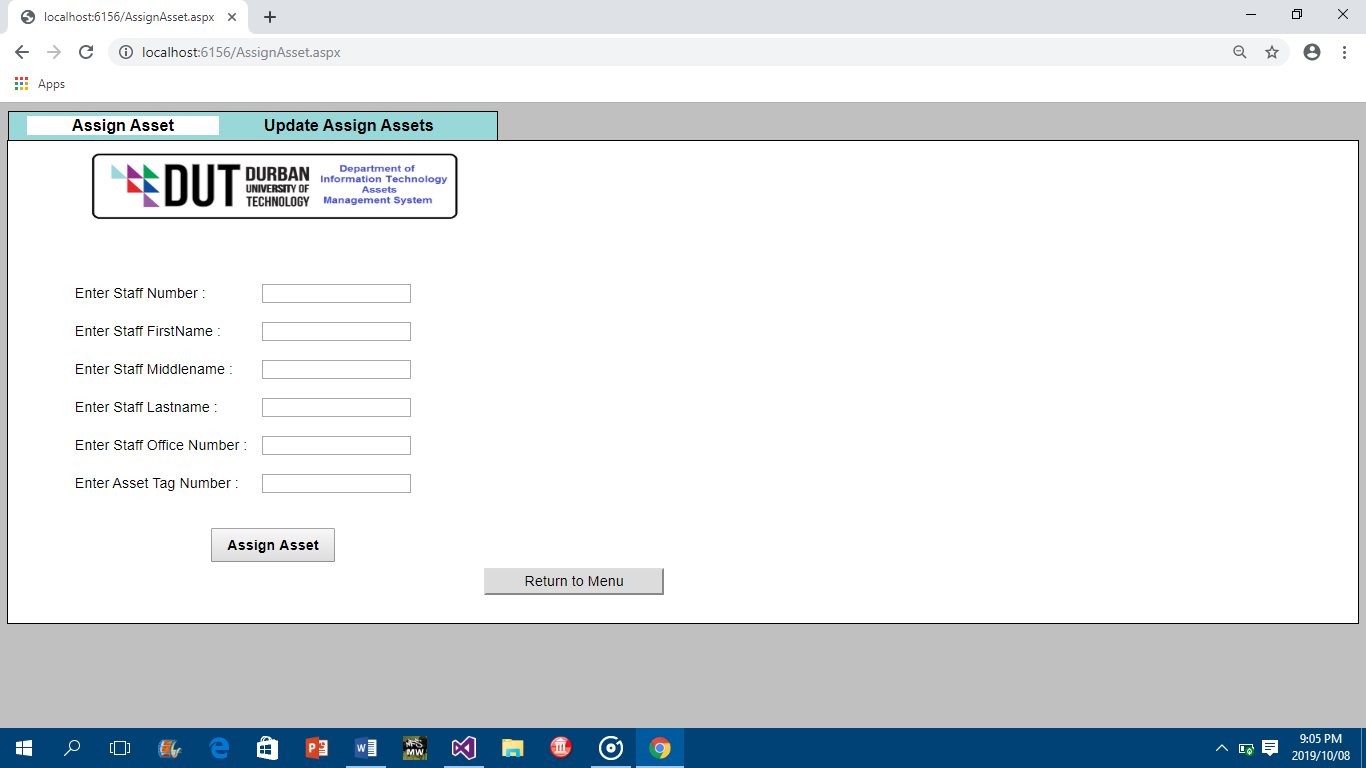 localhost:6156/AssignAsset.aspx
localhost:6156/AssignAsset.aspx
Apps
Assign Asset Update Assign Assets
DUT
DURBAN
UNIVERSITY OF
TECHNOLOGY
Department of
Information Technology
Assets
Management System
Enter Staff Number :
Enter Staff FirstName :
Enter Staff Middlename :
Enter Staff Lastname :
Enter Staff Office Number :
Enter Asset Tag Number :
Assign Asset
Return to Menu
MW
9:05 PM
2019/10/08